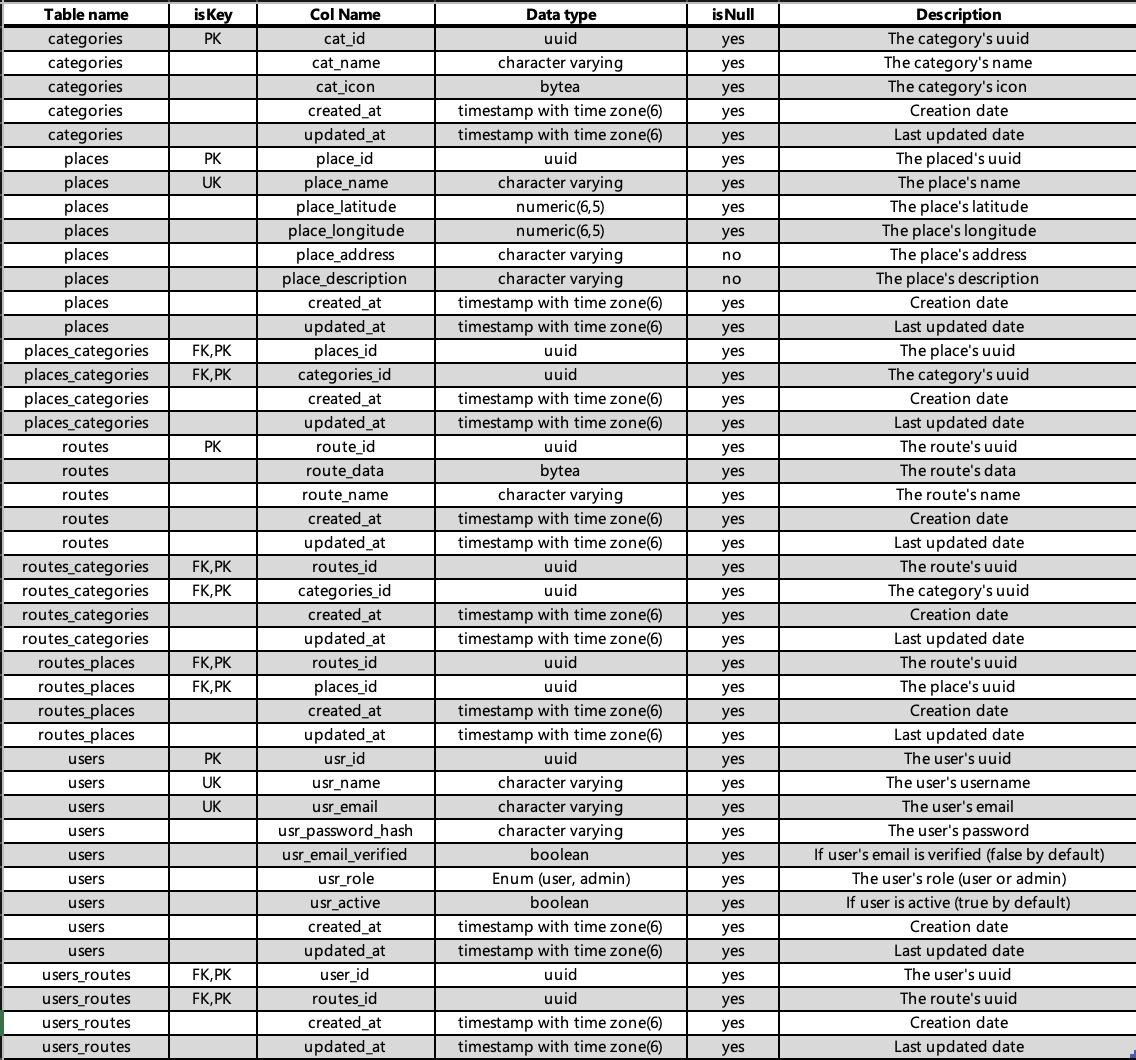 Table name isKey Col Name Data type isNull Description
categories PK cat_id uuid yes The category's uuid
categories cat_name character varying yes The category's name
categories cat_icon bytea yes The category's icon
categories created_at timestamp with time zone(6) yes Creation date
categories updated_at timestamp with time zone(6) yes Last updated date
places PK place_id uuid yes The placed's uuid
places UK place_name character varying yes The place's name
places place_latitude numeric(6,5) yes The place's latitude
places place_longitude numeric(6,5) yes The place's longitude
places place_address character varying no The place's address
places place_description character varying no The place's description
places created_at timestamp with time zone(6) yes Creation date
places updated_at timestamp with time zone(6) yes Last updated date
places_categories FK,PK places_id uuid yes The place's uuid
places_categories FK,PK categories_id uuid yes The category's uuid
places_categories created_at timestamp with time zone(6) yes Creation date
places_categories updated_at timestamp with time zone(6) yes Last updated date
routes PK route_id uuid yes The route's uuid
routes route_data bytea yes The route's data
routes route_name character varying yes The route's name
routes created_at timestamp with time zone(6) yes Creation date
routes updated_at timestamp with time zone(6) yes Last updated date
routes_categories FK,PK routes_id uuid yes The route's uuid
routes_categories FK,PK categories_id uuid yes The category's uuid
routes_categories created_at timestamp with time zone(6) yes Creation date
routes_categories updated_at timestamp with time zone(6) yes Last updated date
routes_places FK,PK routes_id uuid yes The route's uuid
routes_places FK,PK places_id uuid yes The place's uuid
routes_places created_at timestamp with time zone(6) yes Creation date
routes_places updated_at timestamp with time zone(6) yes Last updated date
users PK usr_id uuid yes The user's uuid
users UK usr_name character varying yes The user's username
users UK usr_email character varying yes The user's email
users usr_password_hash character varying yes The user's password
users usr_email_verified boolean yes If user's email is verified (false by default)
users usr_role Enum (user, admin) yes The user's role (user or admin)
users usr_active boolean yes If user is active (true by default)
users created_at timestamp with time zone(6) yes Creation date
users updated_at timestamp with time zone(6) yes Last updated date
users_routes FK,PK user_id uuid yes The user's uuid
users_routes FK,PK routes_id uuid yes The route's uuid
users_routes created_at timestamp with time zone(6) yes Creation date
users_routes updated_at timestamp with time zone(6) yes Last updated date